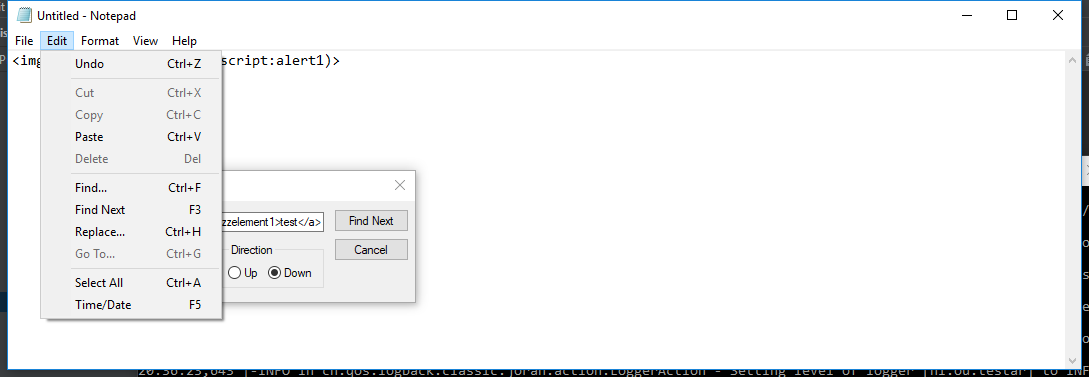 Untitled - Notepad
File Edit Format View Help
<img script:alert1)>
Undo Ctrl+Z
Cut Ctrl+X
Copy Ctrl+C
Paste Ctrl+V
Delete Del
Find... Ctrl+F
Find Next F3
Replace... Ctrl+H
Go To... Ctrl+G
Select All Ctrl+A
Time/Date F5
zzelement1>test</a> Find Next
Cancel
Direction
Up Down
20:36:23,643 |-INFO in ch.qos.logback.classic.joran.action.LoggerAction - Setting level of logger [nl.ou.testar] to INF